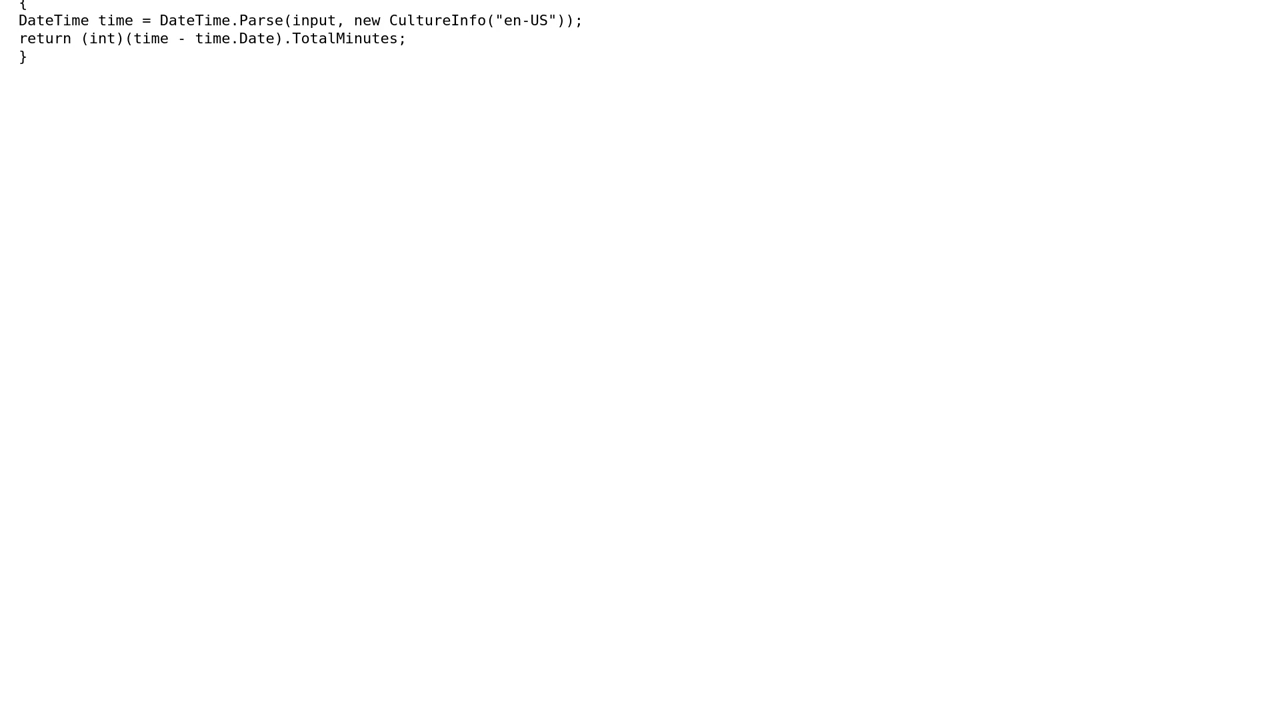 {
DateTime time = DateTime.Parse(input, new CultureInfo("en-US"));
return (int)(time - time.Date).TotalMinutes;
}